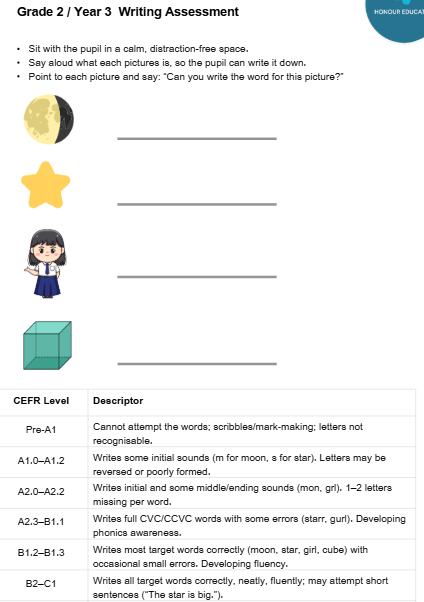 Grade 2 / Year 3 Writing Assessment
HONOUR EDUCAT
• Sit with the pupil in a calm, distraction-free space.
• Say aloud what each pictures is, so the pupil can write it down.
• Point to each picture and say: “Can you write the word for this picture?”
CEFR Level Descriptor
Pre-A1 Cannot attempt the words; scribbles/mark-making; letters not
recognisable.
A1.0–A1.2 Writes some initial sounds (m for moon, s for star). Letters may be
reversed or poorly formed.
A2.0–A2.2 Writes initial and some middle/ending sounds (mon, grl). 1–2 letters
missing per word.
A2.3–B1.1 Writes full CVC/CCVC words with some errors (starr, gurl). Developing
phonics awareness.
B1.2–B1.3 Writes most target words correctly (moon, star, girl, cube) with
occasional small errors. Developing fluency.
B2–C1 Writes all target words correctly, neatly, fluently; may attempt short
sentences (“The star is big.”).